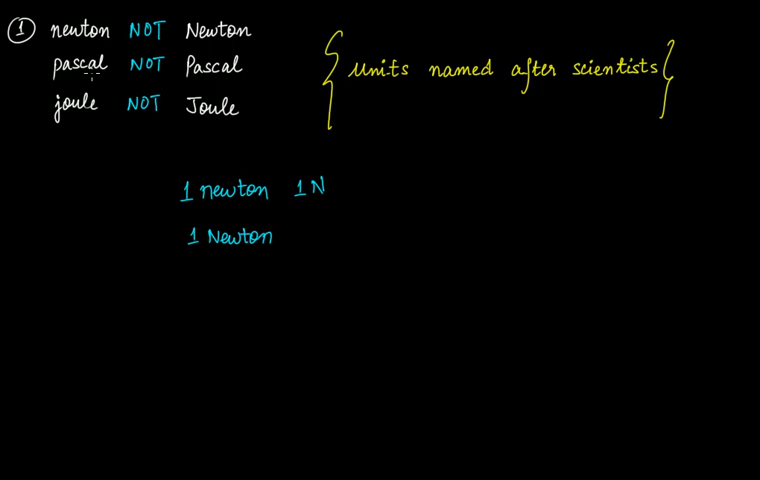 ① newton NOT Newton
pascal NOT Pascal
joule NOT Joule
{ units named after scientists {
1 newton 1 N
1 Newton